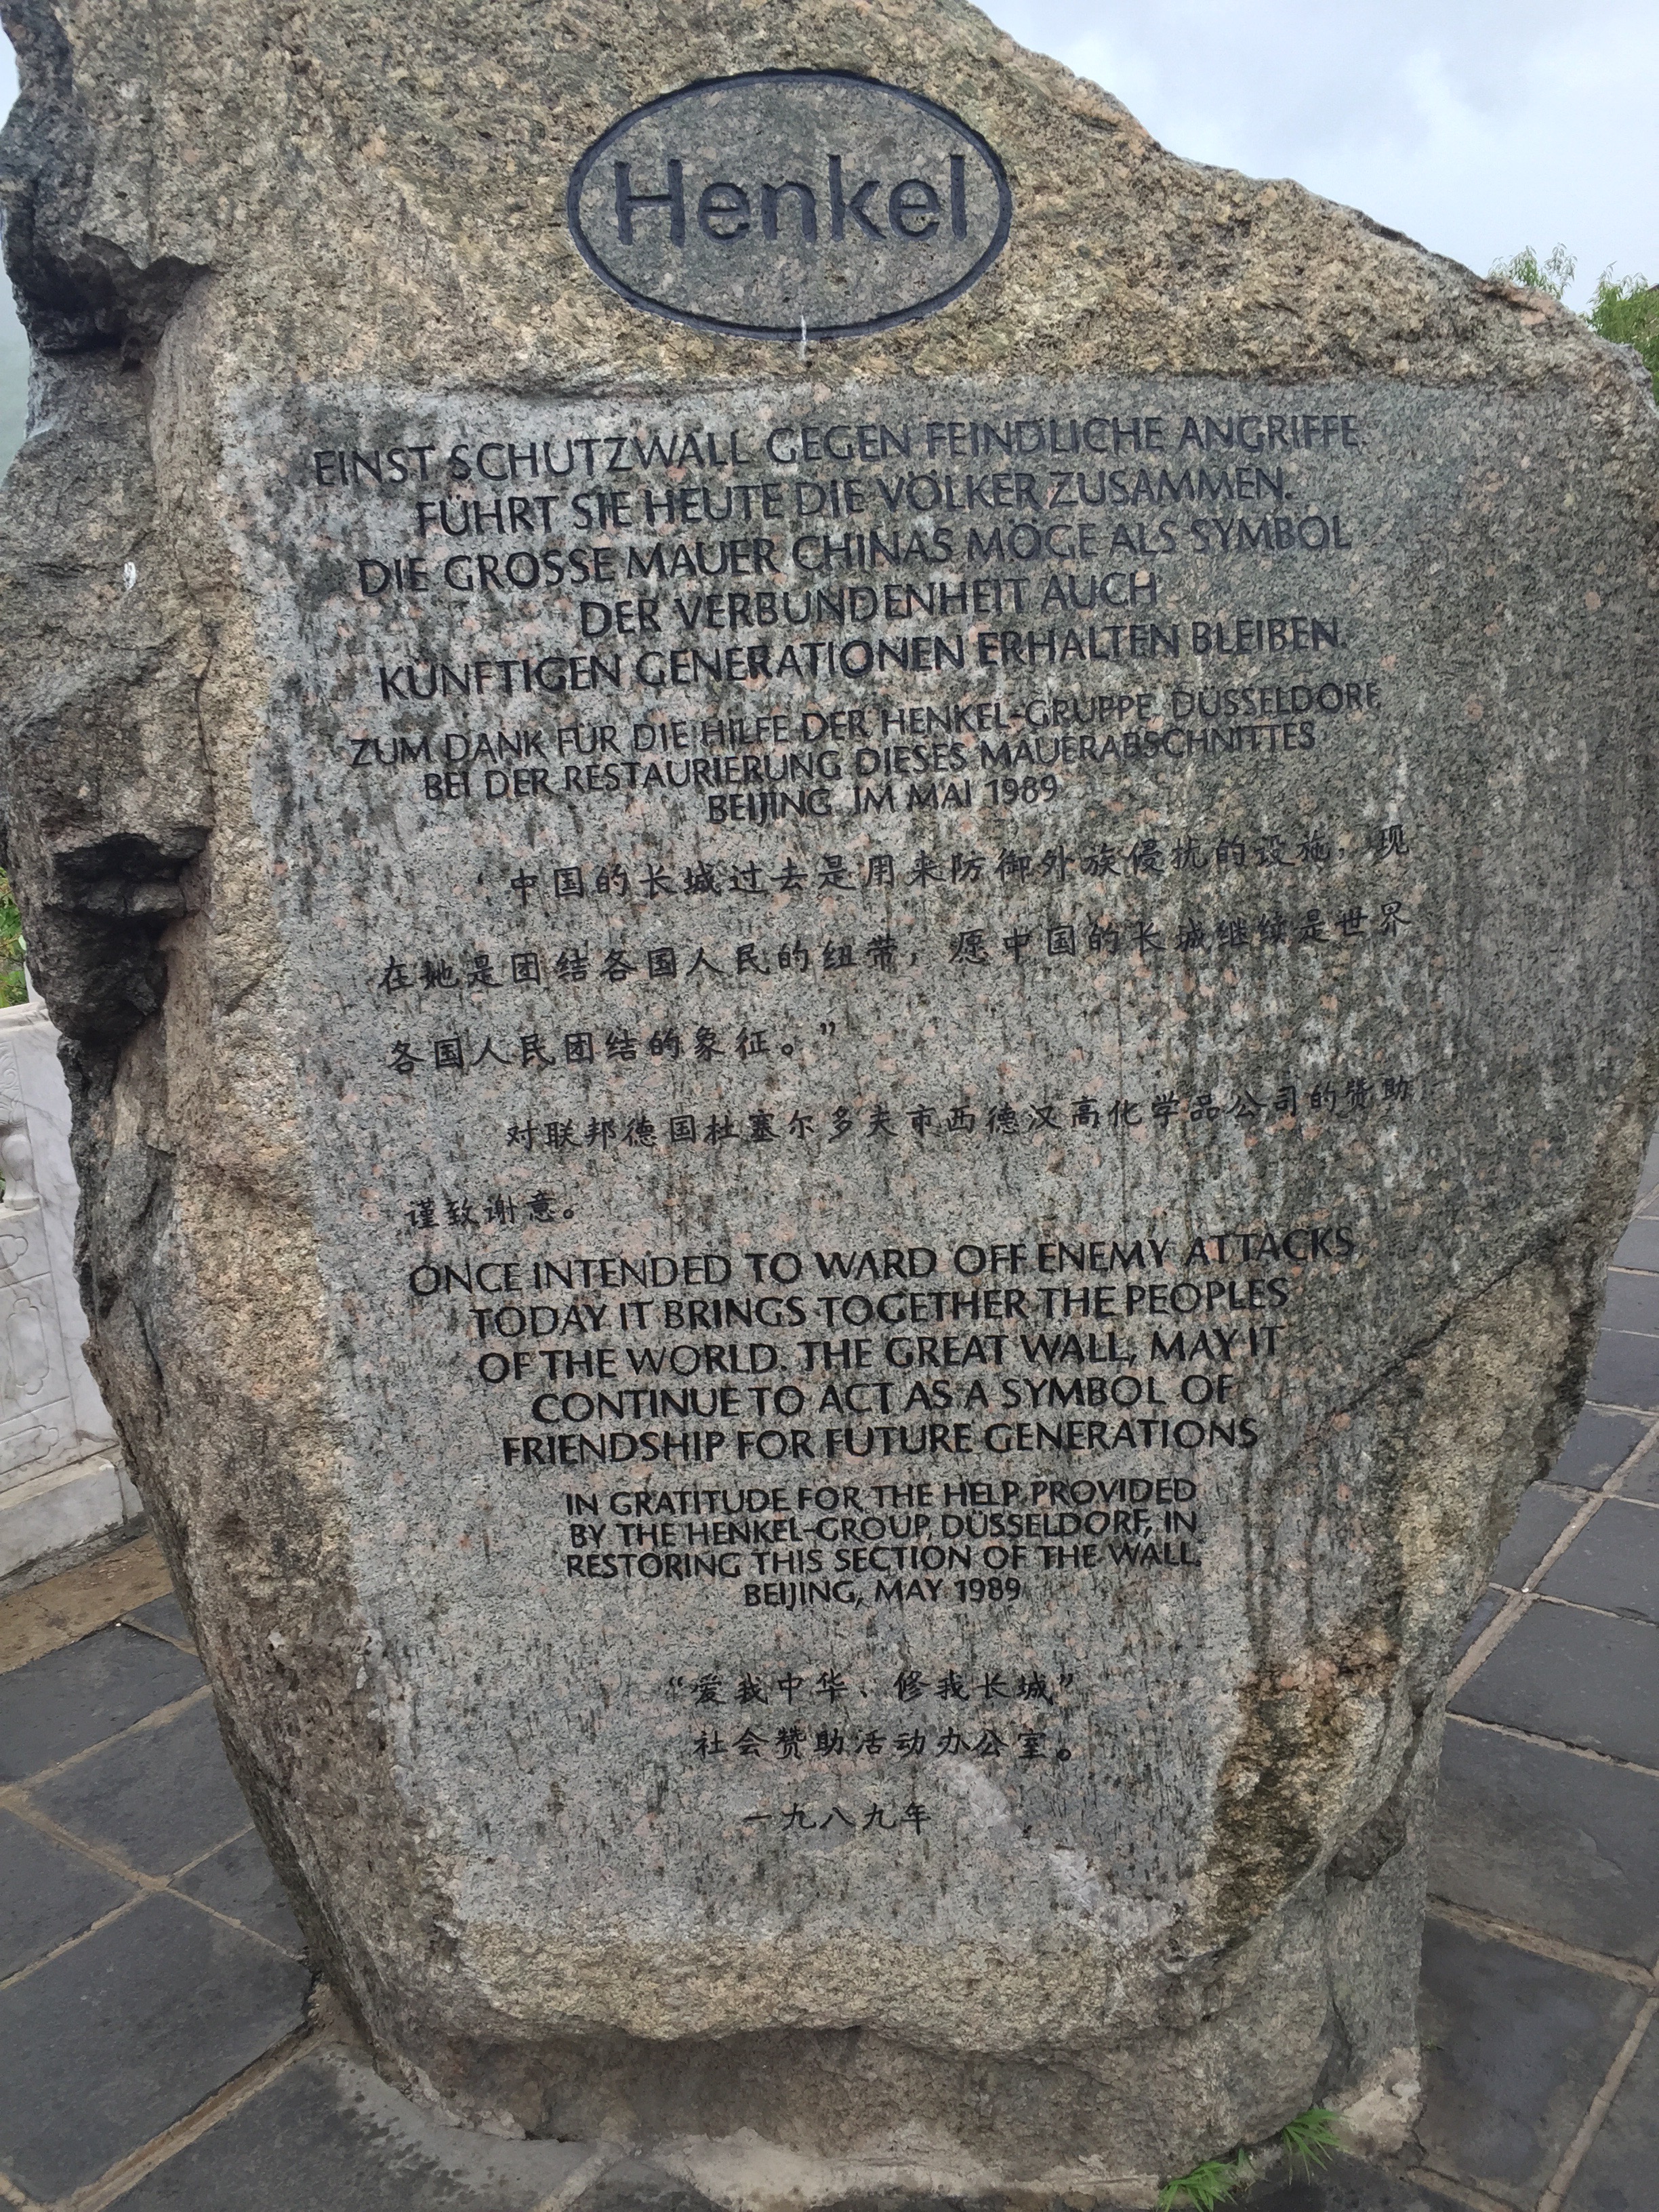 Henkel
EINST SCHUTZWALL GEGEN FEINDLICHE ANGRIFFE,
FÜHRT SIE HEUTE DIE VÖLKER ZUSAMMEN.
DIE GROSSE MAUER CHINAS MÖGE ALS SYMBOL
DER VERBUNDENHEIT AUCH
KÜNFTIGEN GENERATIONEN ERHALTEN BLEIBEN.
ZUM DANK FÜR DIE HILFE DER HENKEL-GRUPPE, DÜSSELDORF,
BEI DER RESTAURIERUNG DIESES MAUERABSCHNITTES
BEIJING IM MAI 1989
‘中国的长城过去是用来防御外族侵扰的设施，现
在她是团结各国人民的纽带，愿中国的长城继续是世界
各国人民团结的象征。”
对联邦德国杜塞尔多夫市西德汉高化学品公司的赞助
谨致谢意。
ONCE INTENDED TO WARD OFF ENEMY ATTACKS
TODAY IT BRINGS TOGETHER THE PEOPLES
OF THE WORLD. THE GREAT WALL, MAY IT
CONTINUE TO ACT AS A SYMBOL OF
FRIENDSHIP FOR FUTURE GENERATIONS
IN GRATITUDE FOR THE HELP PROVIDED
BY THE HENKEL-GROUP, DÜSSELDORF, IN
RESTORING THIS SECTION OF THE WALL.
BEIJING, MAY 1989
“爱我中华、修我长城”
社会赞助活动办公室。
一九八九年